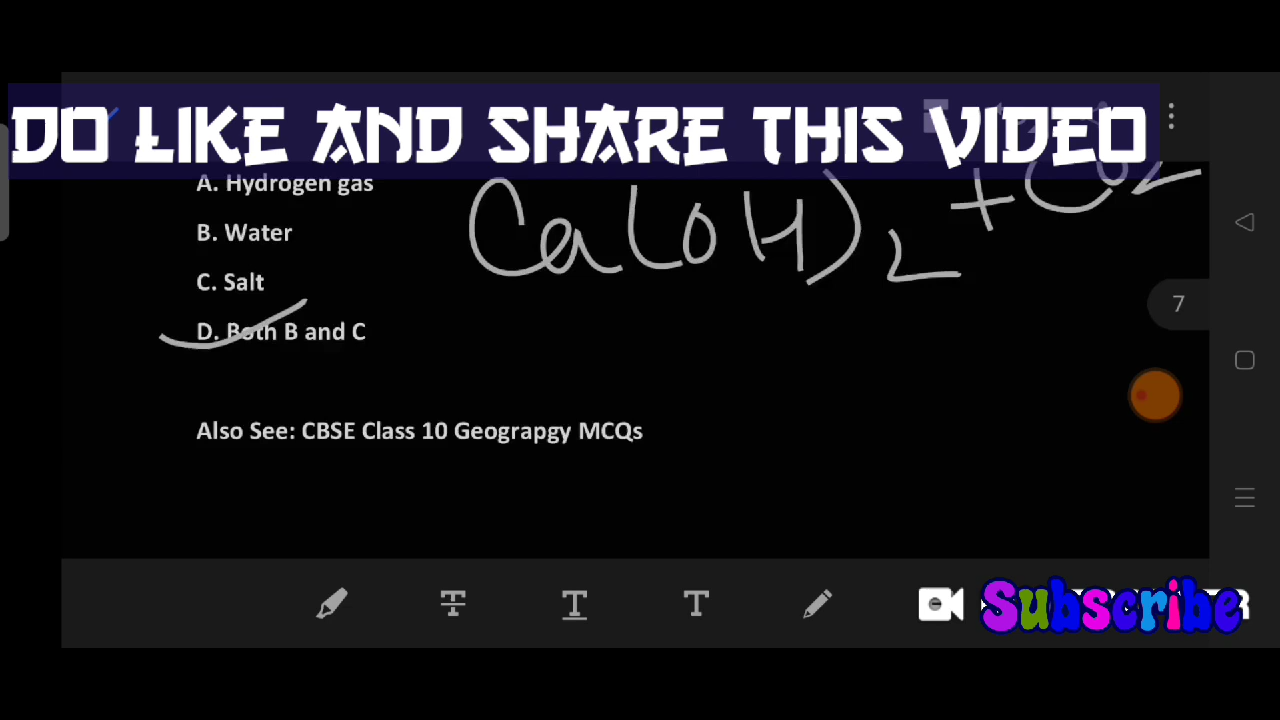 DO LIKE AND SHARE THIS VIDEO
A. Hydrogen gas
Ca(OH)2 + CO2
B. Water
C. Salt
7
D. Both B and C
Also See: CBSE Class 10 Geograpgy MCQs
T T T
Subscribe